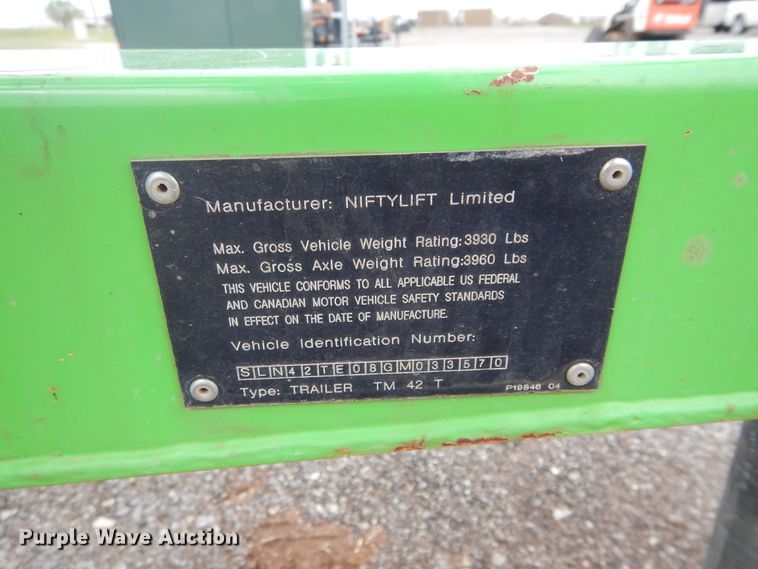 Manufacturer: NIFTYLIFT Limited
Max. Gross Vehicle Weight Rating:3930 Lbs
Max. Gross Axle Weight Rating:3960 Lbs
THIS VEHICLE CONFORMS TO ALL APPLICABLE US FEDERAL
AND CANADIAN MOTOR VEHICLE SAFETY STANDARDS
IN EFFECT ON THE DATE OF MANUFACTURE.
Vehicle Identification Number:
SLN42TE08GM033570
Type: TRAILER TM 42 T
P19846 04
Purple Wave Auction